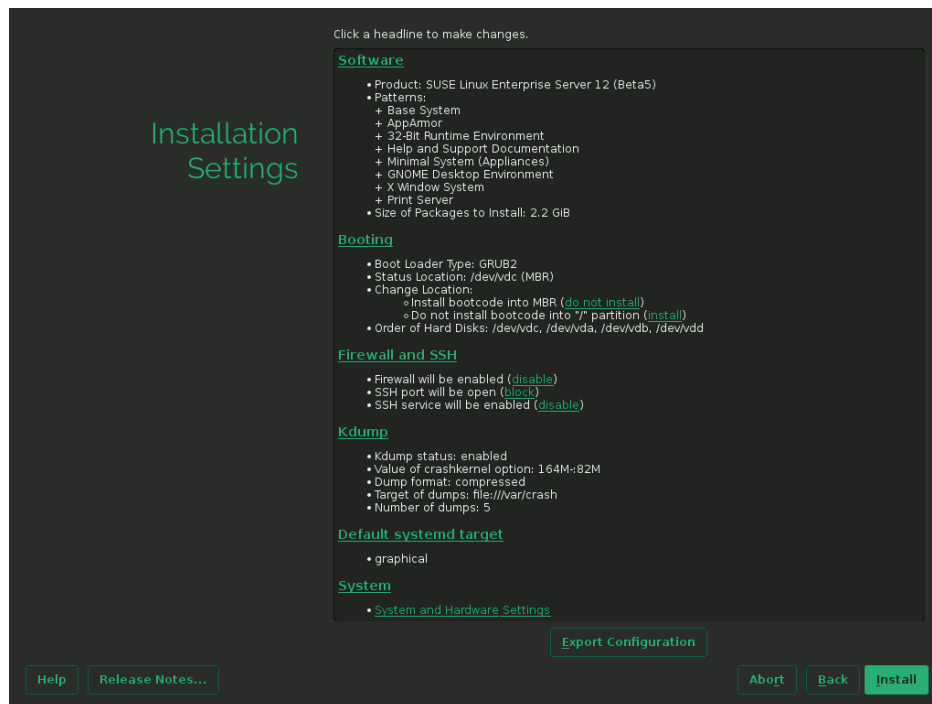 Click a headline to make changes.
Installation
Settings
Software
• Product: SUSE Linux Enterprise Server 12 (Beta5)
• Patterns:
+ Base System
+ AppArmor
+ 32-Bit Runtime Environment
+ Help and Support Documentation
+ Minimal System (Appliances)
+ GNOME Desktop Environment
+ X Window System
+ Print Server
• Size of Packages to Install: 2.2 GiB
Booting
• Boot Loader Type: GRUB2
• Status Location: /dev/vdc (MBR)
• Change Location:
∘ Install bootcode into MBR (do not install)
∘ Do not install bootcode into "/" partition (install)
• Order of Hard Disks: /dev/vdc, /dev/vda, /dev/vdb, /dev/vdd
Firewall and SSH
• Firewall will be enabled (disable)
• SSH port will be open (block)
• SSH service will be enabled (disable)
Kdump
• Kdump status: enabled
• Value of crashkernel option: 164M-:82M
• Dump format: compressed
• Target of dumps: file:///var/crash
• Number of dumps: 5
Default systemd target
• graphical
System
• System and Hardware Settings
Export Configuration
Help Release Notes... Abort Back Install